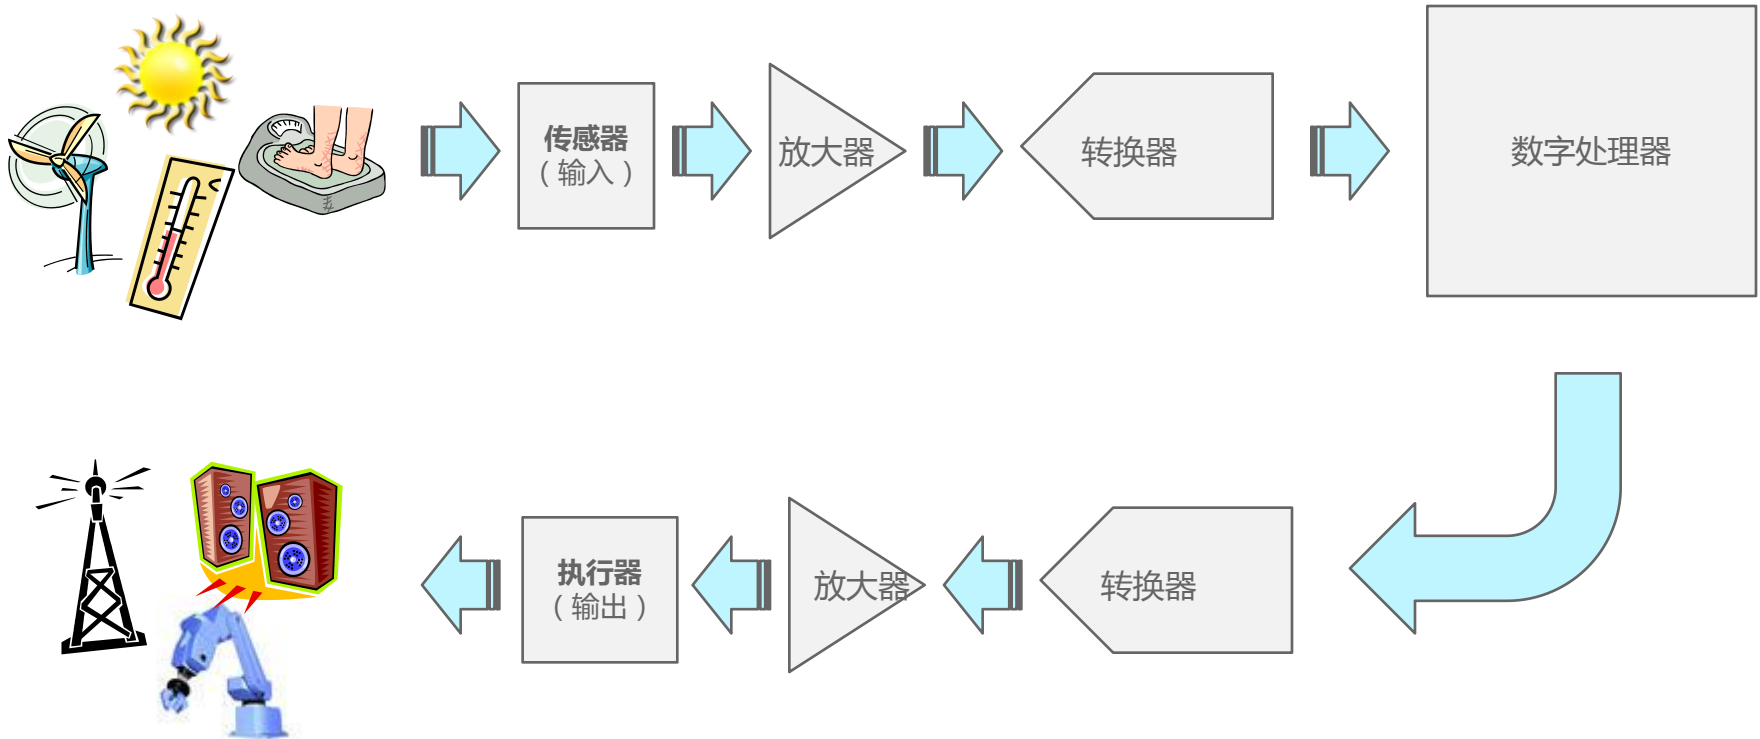 传感器
（输入）
放大器
转换器
数字处理器
执行器
（输出）
放大器
转换器